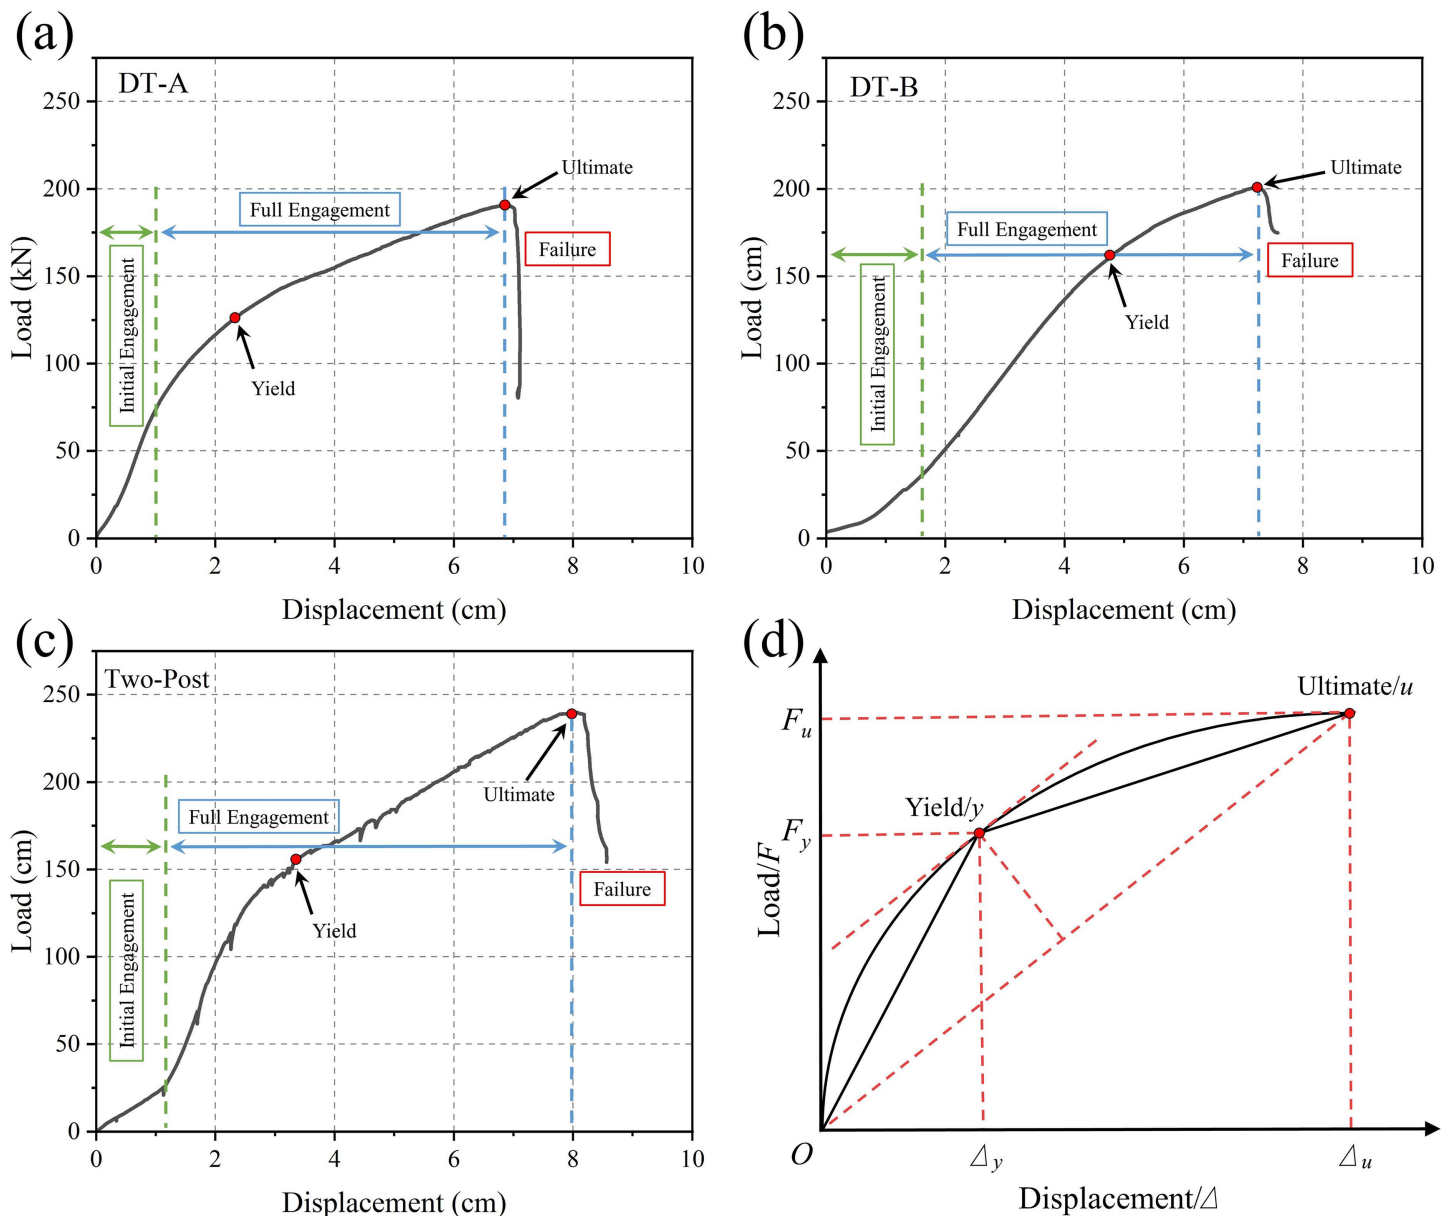 (a)
DT-A
250
200
150
100
50
0
Load (kN)
Ultimate
Full Engagement
Failure
Initial Engagement
Yield
0 2 4 6 8 10
Displacement (cm)
(b)
DT-B
250
200
150
100
50
0
Load (cm)
Ultimate
Full Engagement
Failure
Initial Engagement
Yield
0 2 4 6 8 10
Displacement (cm)
(c)
Two-Post
250
200
150
100
50
0
Load (cm)
Ultimate
Full Engagement
Failure
Initial Engagement
Yield
0 2 4 6 8 10
Displacement (cm)
(d)
Ultimate/u
Fu
Yield/y
Fy
Load/F
O Δy Δu
Displacement/Δ